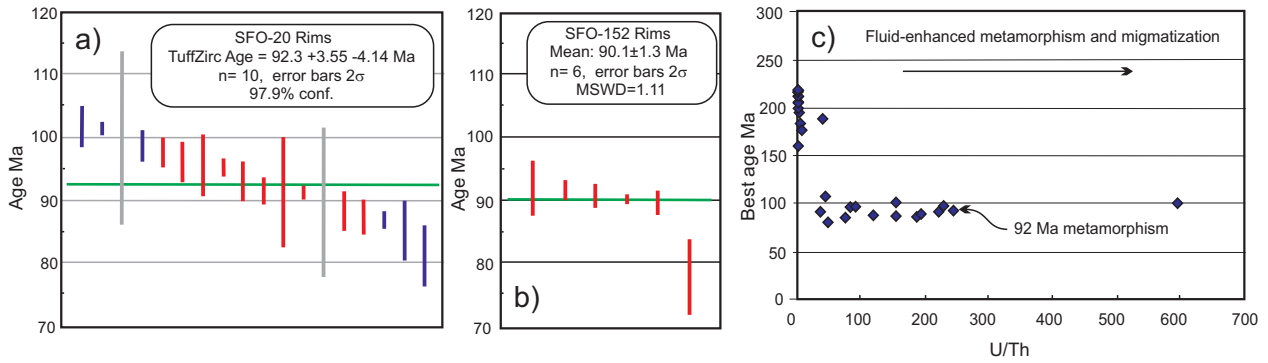 a)
SFO-20 Rims
TuffZirc Age = 92.3 +3.55 -4.14 Ma
n= 10, error bars 2σ
97.9% conf.
Age Ma
120
110
100
90
80
70
SFO-152 Rims
Mean: 90.1±1.3 Ma
n= 6, error bars 2σ
MSWD=1.11
b)
Age Ma
120
110
100
90
80
70
c)
Fluid-enhanced metamorphism and migmatization
92 Ma metamorphism
Best age Ma
300
250
200
150
100
50
0
0 100 200 300 400 500 600 700
U/Th